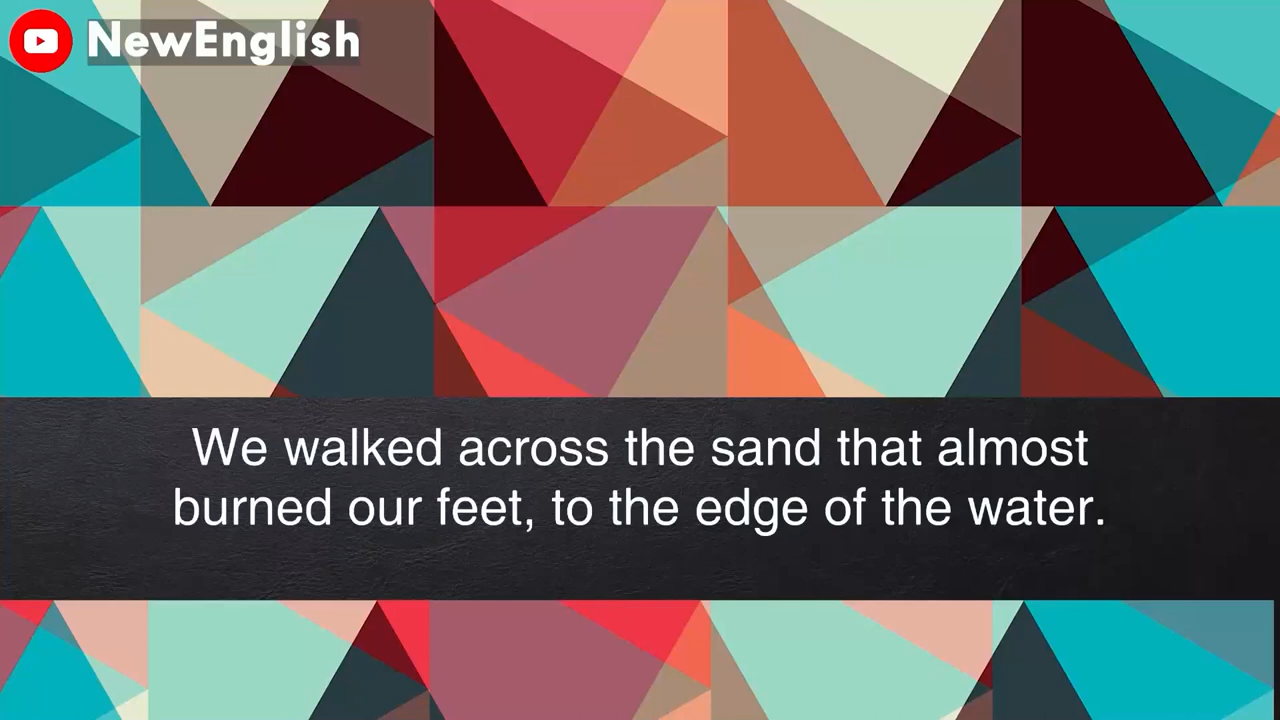 NewEnglish
We walked across the sand that almost
burned our feet, to the edge of the water.